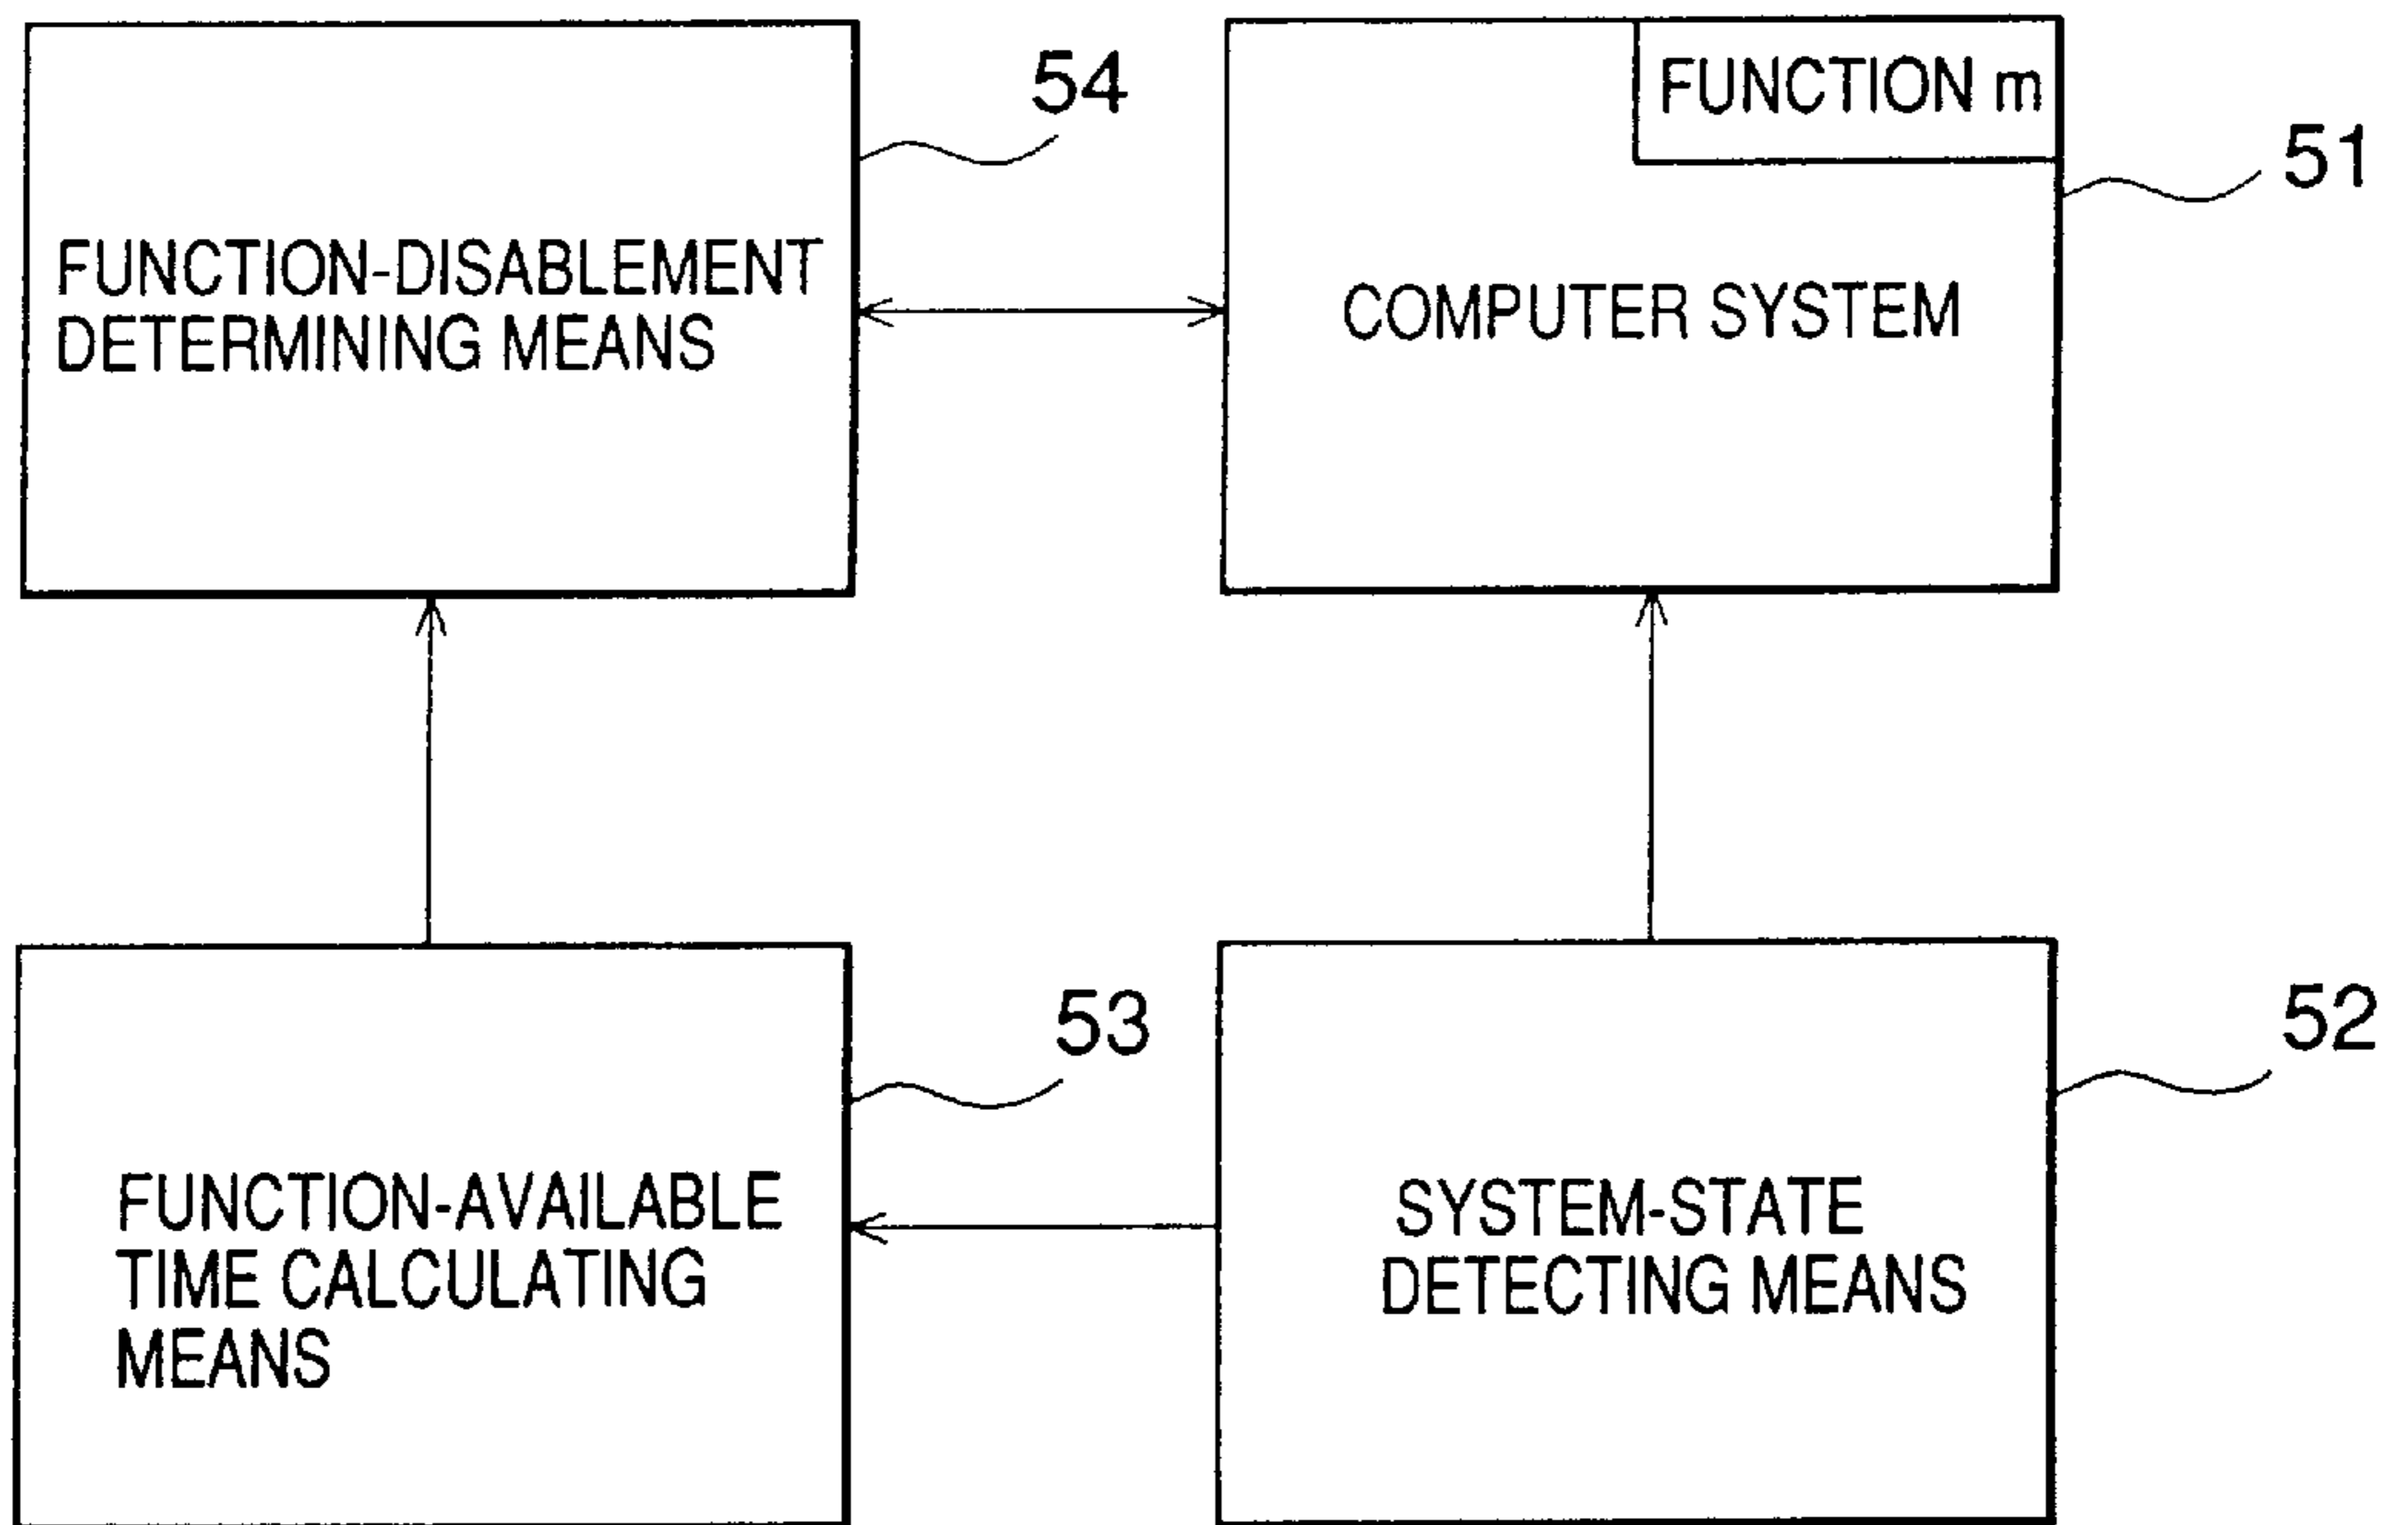 54
FUNCTION m
51
FUNCTION-DISABLEMENT
DETERMINING MEANS
COMPUTER SYSTEM
53
52
FUNCTION-AVAILABLE
TIME CALCULATING
MEANS
SYSTEM-STATE
DETECTING MEANS